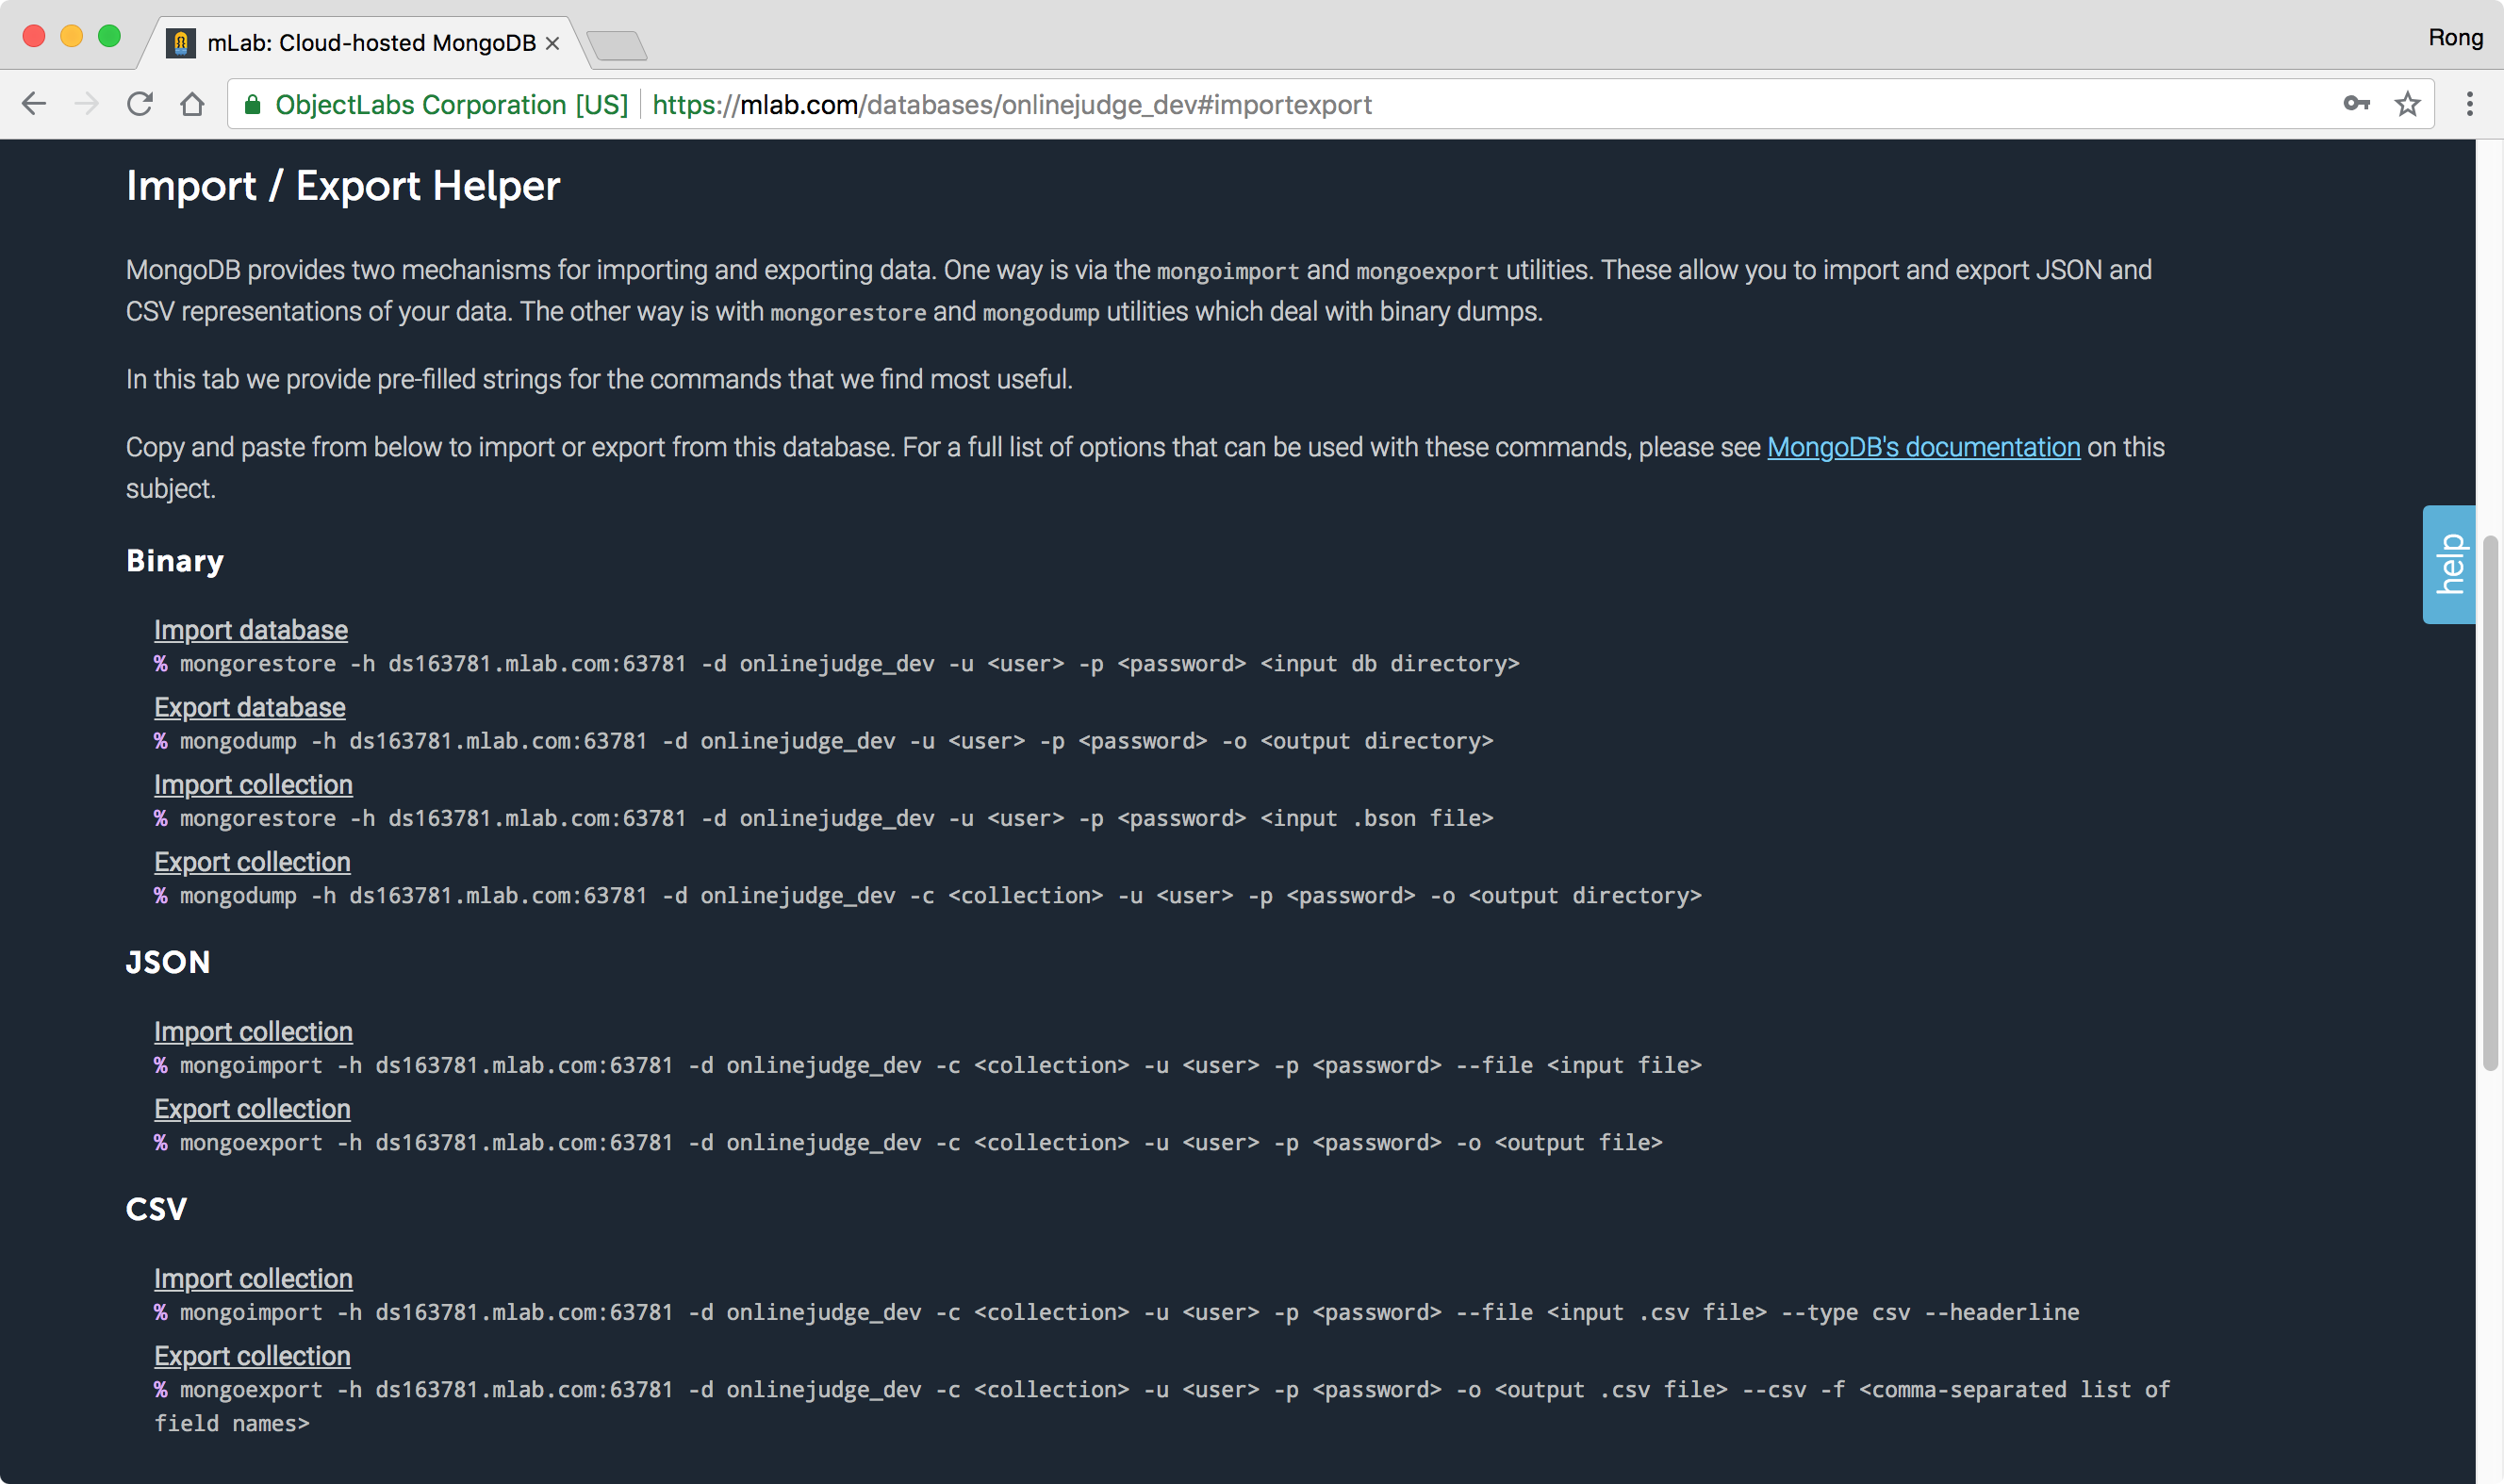 mLab: Cloud-hosted MongoDB
Rong
ObjectLabs Corporation [US] https://mlab.com/databases/onlinejudge_dev#importexport
Import / Export Helper
MongoDB provides two mechanisms for importing and exporting data. One way is via the mongoimport and mongoexport utilities. These allow you to import and export JSON and
CSV representations of your data. The other way is with mongorestore and mongodump utilities which deal with binary dumps.
In this tab we provide pre-filled strings for the commands that we find most useful.
Copy and paste from below to import or export from this database. For a full list of options that can be used with these commands, please see MongoDB's documentation on this
subject.
help
Binary
Import database
% mongorestore -h ds163781.mlab.com:63781 -d onlinejudge_dev -u <user> -p <password> <input db directory>
Export database
% mongodump -h ds163781.mlab.com:63781 -d onlinejudge_dev -u <user> -p <password> -o <output directory>
Import collection
% mongorestore -h ds163781.mlab.com:63781 -d onlinejudge_dev -u <user> -p <password> <input .bson file>
Export collection
% mongodump -h ds163781.mlab.com:63781 -d onlinejudge_dev -c <collection> -u <user> -p <password> -o <output directory>
JSON
Import collection
% mongoimport -h ds163781.mlab.com:63781 -d onlinejudge_dev -c <collection> -u <user> -p <password> --file <input file>
Export collection
% mongoexport -h ds163781.mlab.com:63781 -d onlinejudge_dev -c <collection> -u <user> -p <password> -o <output file>
CSV
Import collection
% mongoimport -h ds163781.mlab.com:63781 -d onlinejudge_dev -c <collection> -u <user> -p <password> --file <input .csv file> --type csv --headerline
Export collection
% mongoexport -h ds163781.mlab.com:63781 -d onlinejudge_dev -c <collection> -u <user> -p <password> -o <output .csv file> --csv -f <comma-separated list of
field names>